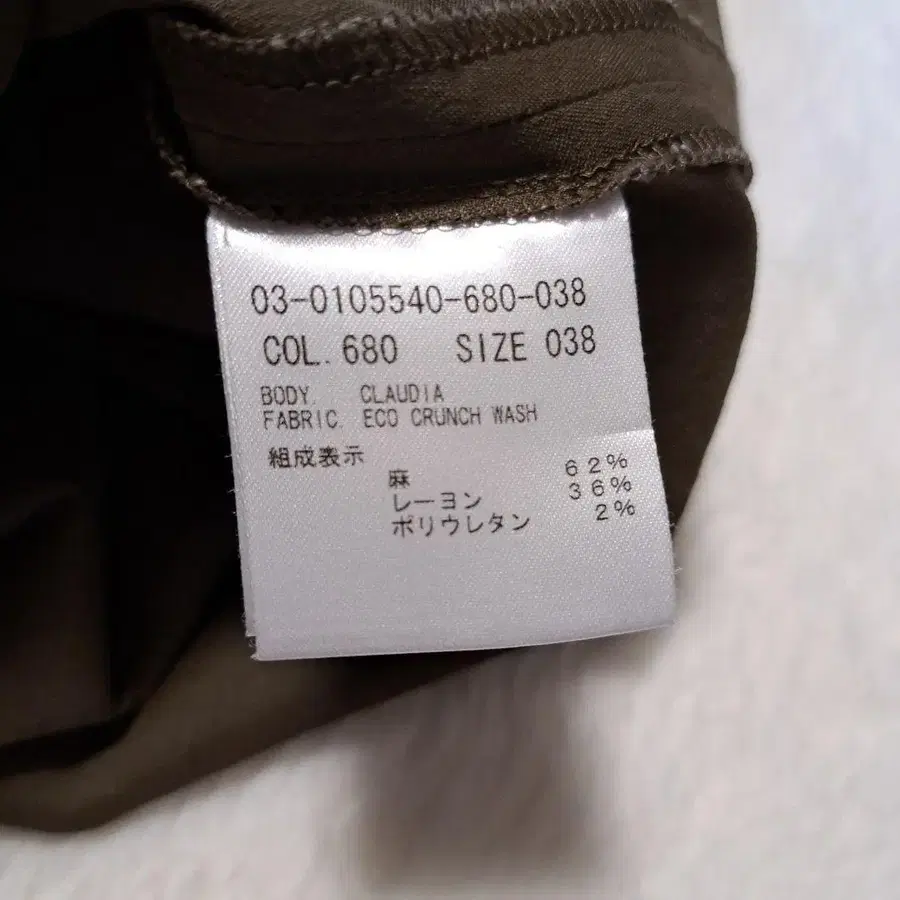 03-0105540-680-038
COL. 680 SIZE 038
BODY. CLAUDIA
FABRIC. ECO CRUNCH WASH
組成表示
麻 62%
レーヨン 36%
ポリウレタン 2%